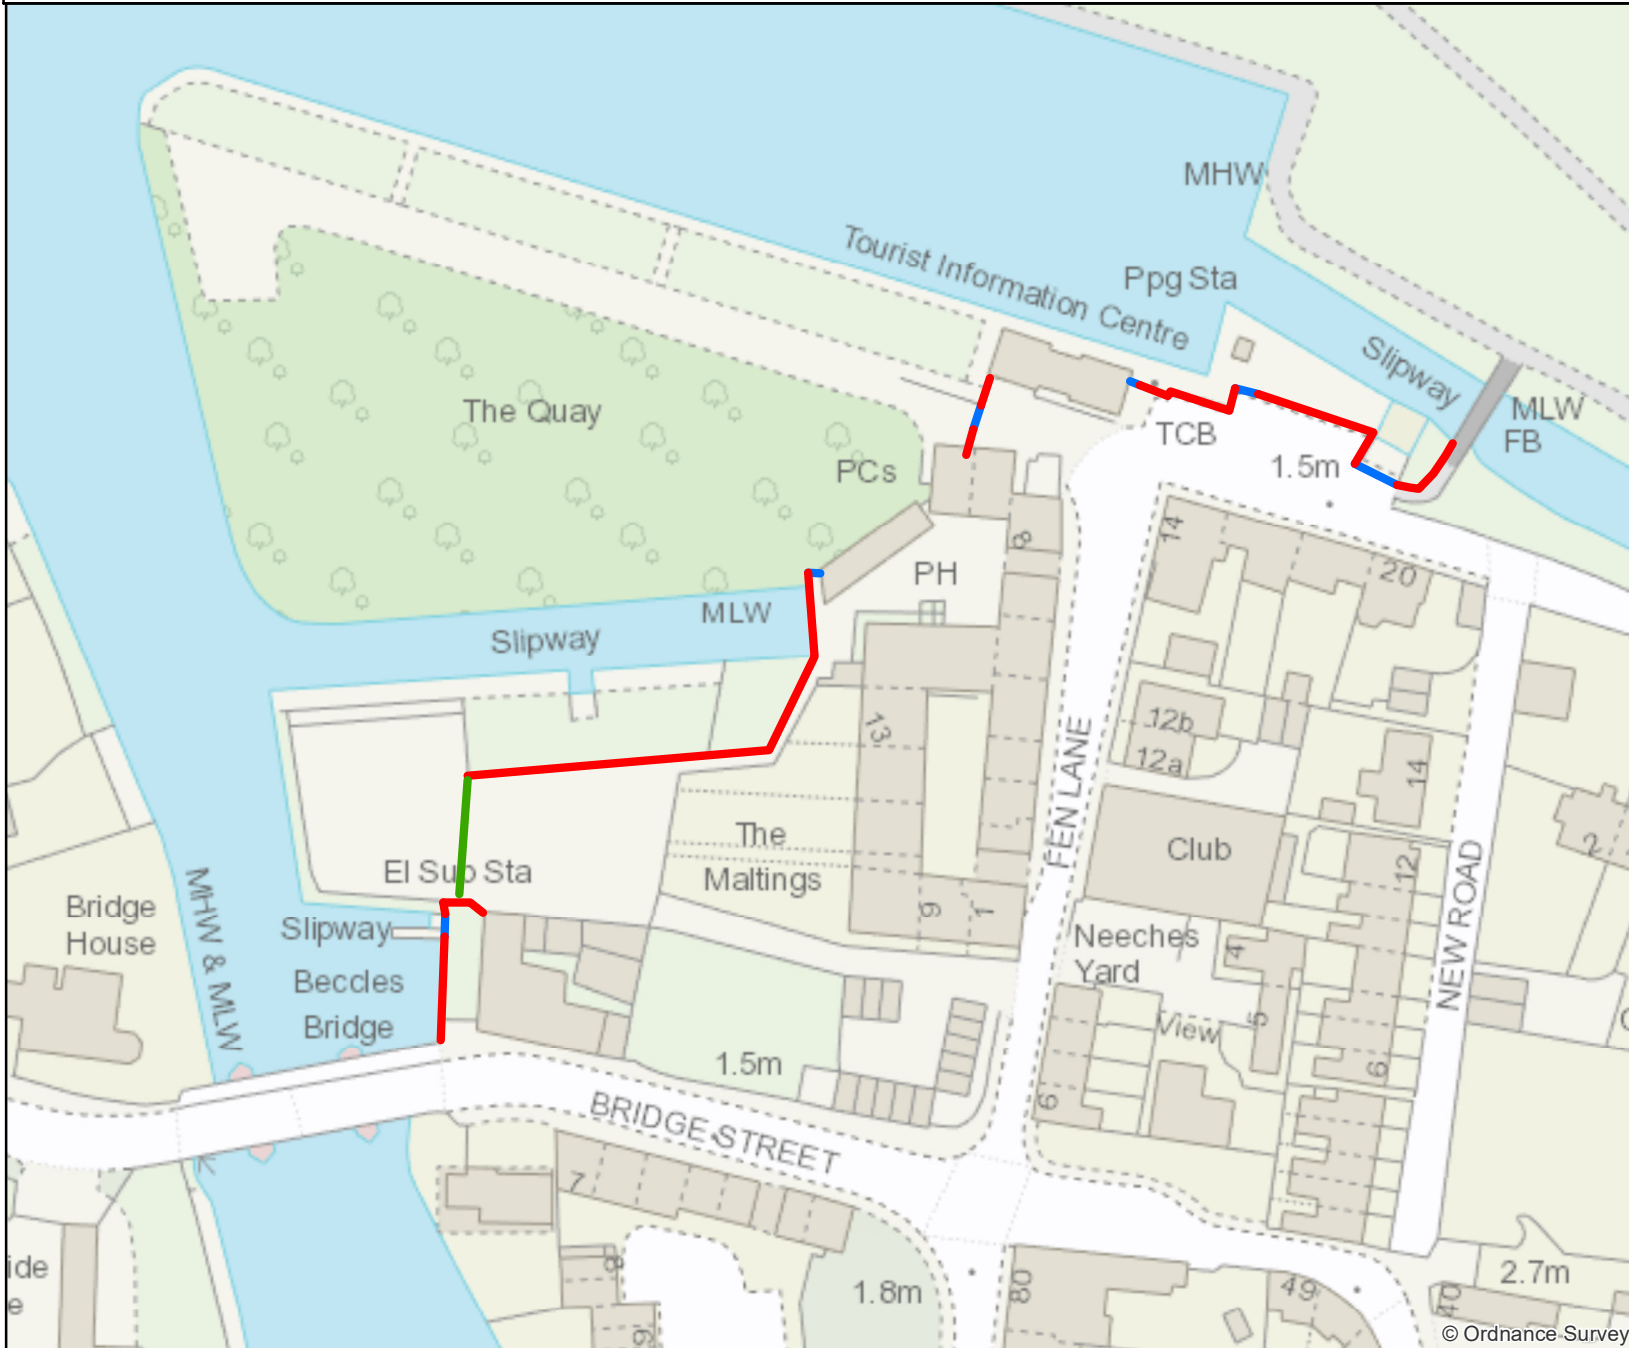 MHW
Tourist Information Centre
Ppg Sta
Slipway
MLW
FB
The Quay
TCB
1.5m
PCs
14
8
PH
20
MLW
Slipway
12b
12a
13
14
FEN LANE
The
Maltings
Club
2
El Sub Sta
12
MHW & MLW
Bridge
House
Slipway
9
1
Neeches
Yard
4
NEW ROAD
Beccles
Bridge
View
5
1.5m
6
6
BRIDGE STREET
7
ide
e
8
1.8m
80
49
2.7m
40
9
© Ordnance Survey